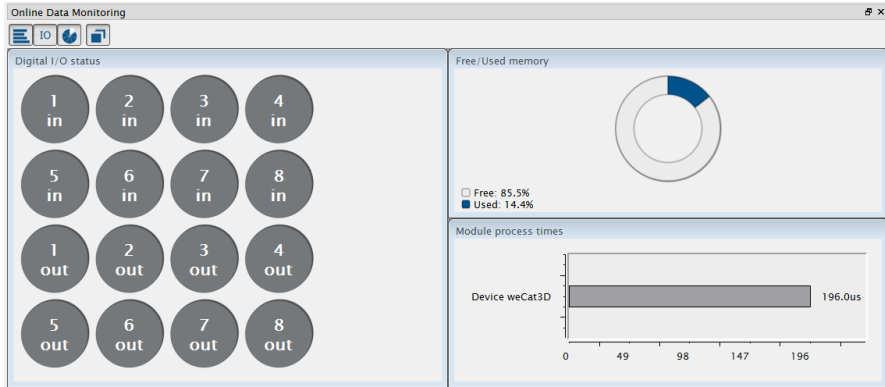 Online Data Monitoring
IO
Digital I/O status
1
in
2
in
3
in
4
in
5
in
6
in
7
in
8
in
1
out
2
out
3
out
4
out
5
out
6
out
7
out
8
out
Free/Used memory
Free: 85.5%
Used: 14.4%
Module process times
Device weCat3D
196.0us
0 49 98 147 196